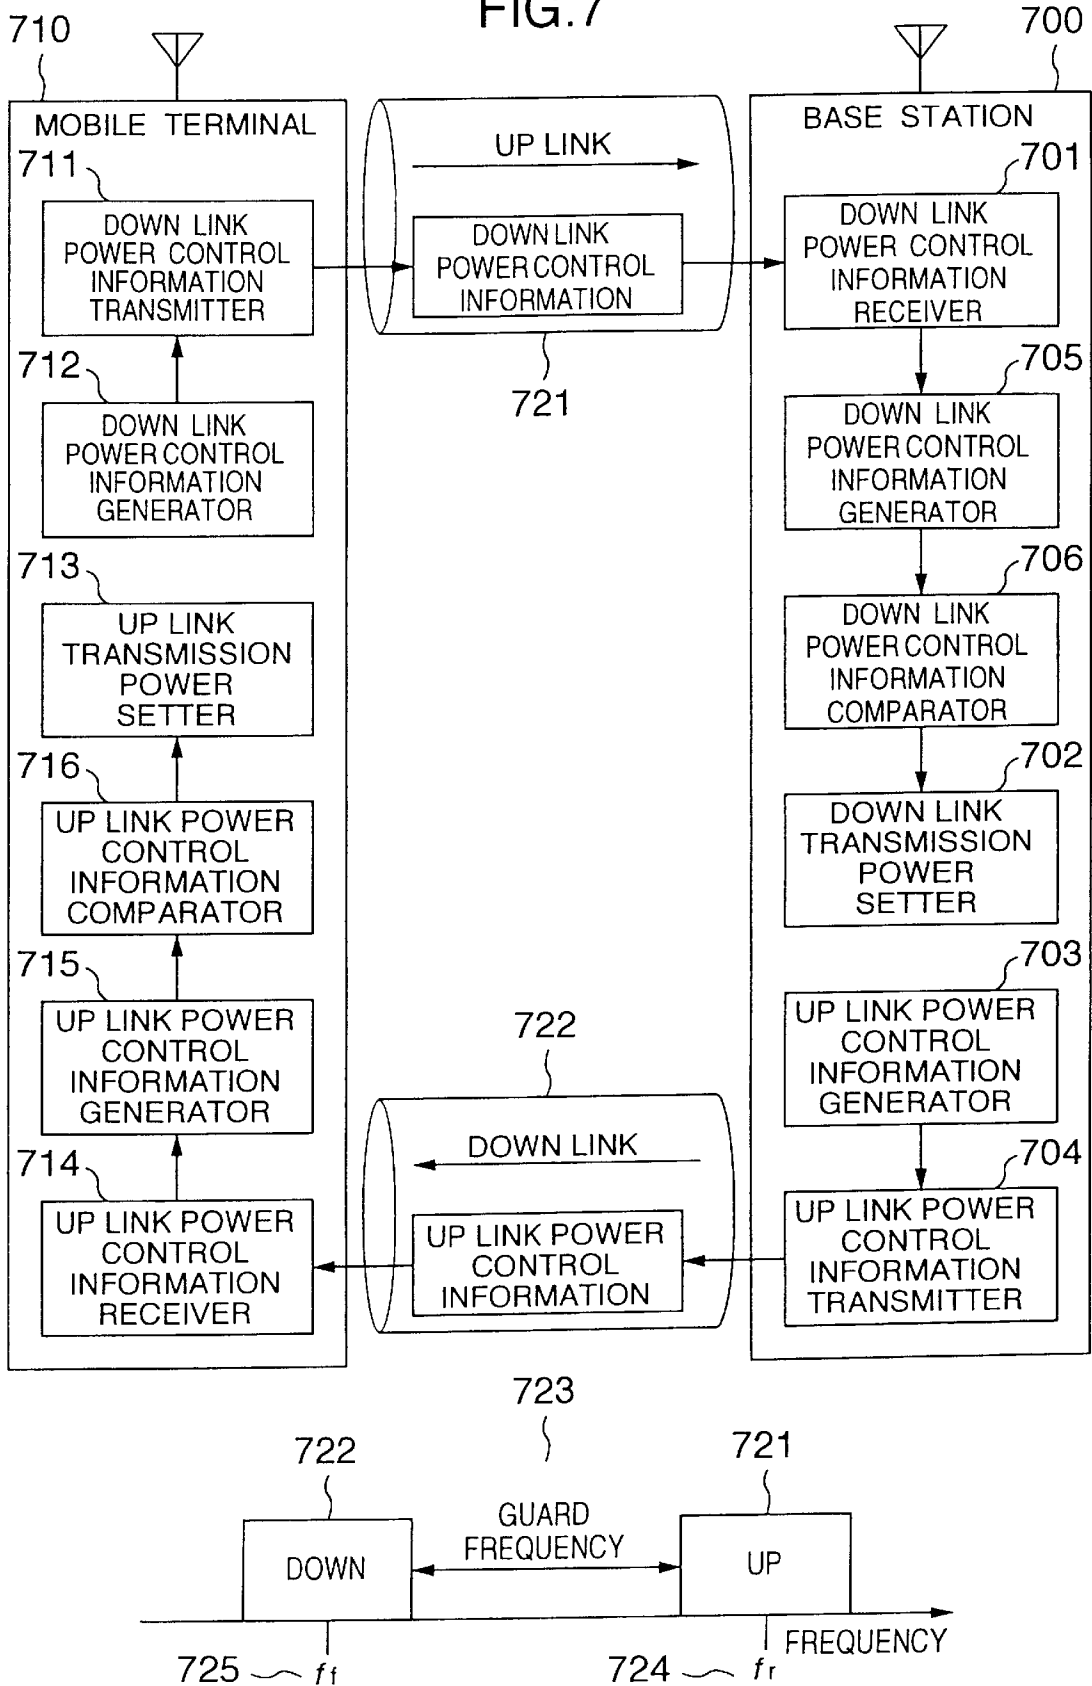 FIG.7
710
700
MOBILE TERMINAL
BASE STATION
711
DOWN LINK
POWER CONTROL
INFORMATION
TRANSMITTER
712
DOWN LINK
POWER CONTROL
INFORMATION
GENERATOR
713
UP LINK
TRANSMISSION
POWER
SETTER
716
UP LINK POWER
CONTROL
INFORMATION
COMPARATOR
715
UP LINK POWER
CONTROL
INFORMATION
GENERATOR
714
UP LINK POWER
CONTROL
INFORMATION
RECEIVER
UP LINK
DOWN LINK
POWER CONTROL
INFORMATION
721
722
DOWN LINK
UP LINK POWER
CONTROL
INFORMATION
701
DOWN LINK
POWER CONTROL
INFORMATION
RECEIVER
705
DOWN LINK
POWER CONTROL
INFORMATION
GENERATOR
706
DOWN LINK
POWER CONTROL
INFORMATION
COMPARATOR
702
DOWN LINK
TRANSMISSION
POWER
SETTER
703
UP LINK POWER
CONTROL
INFORMATION
GENERATOR
704
UP LINK POWER
CONTROL
INFORMATION
TRANSMITTER
723
722
721
GUARD
FREQUENCY
DOWN
UP
FREQUENCY
725
ff
724
fr